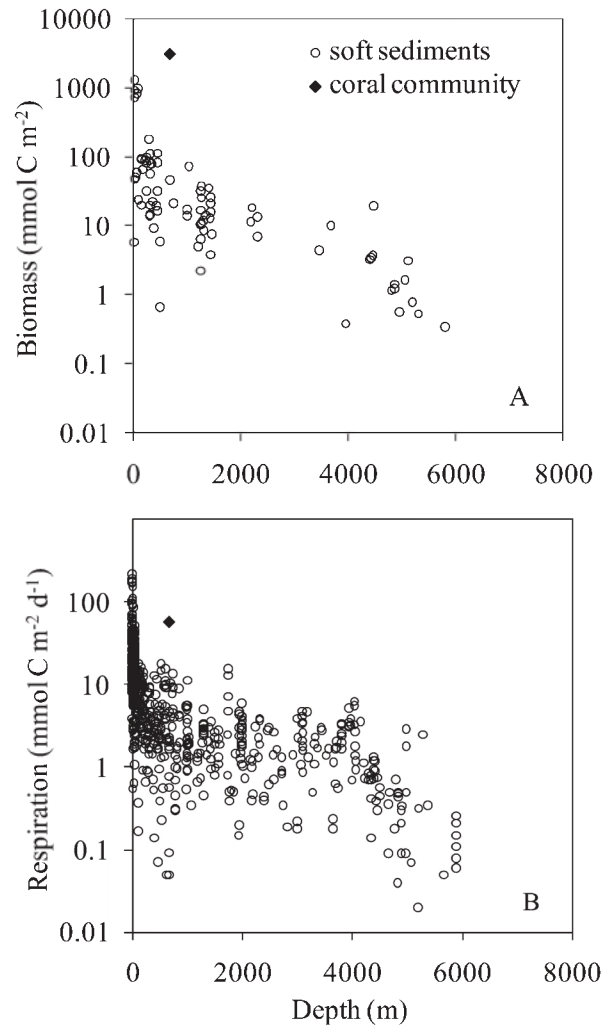 10000
1000
100
10
1
0.1
0.01
Biomass (mmol C m-2)
○ soft sediments
◆ coral community
A
0 2000 4000 6000 8000
100
10
1
0.1
0.01
Respiration (mmol C m-2 d-1)
B
0 2000 4000 6000 8000
Depth (m)